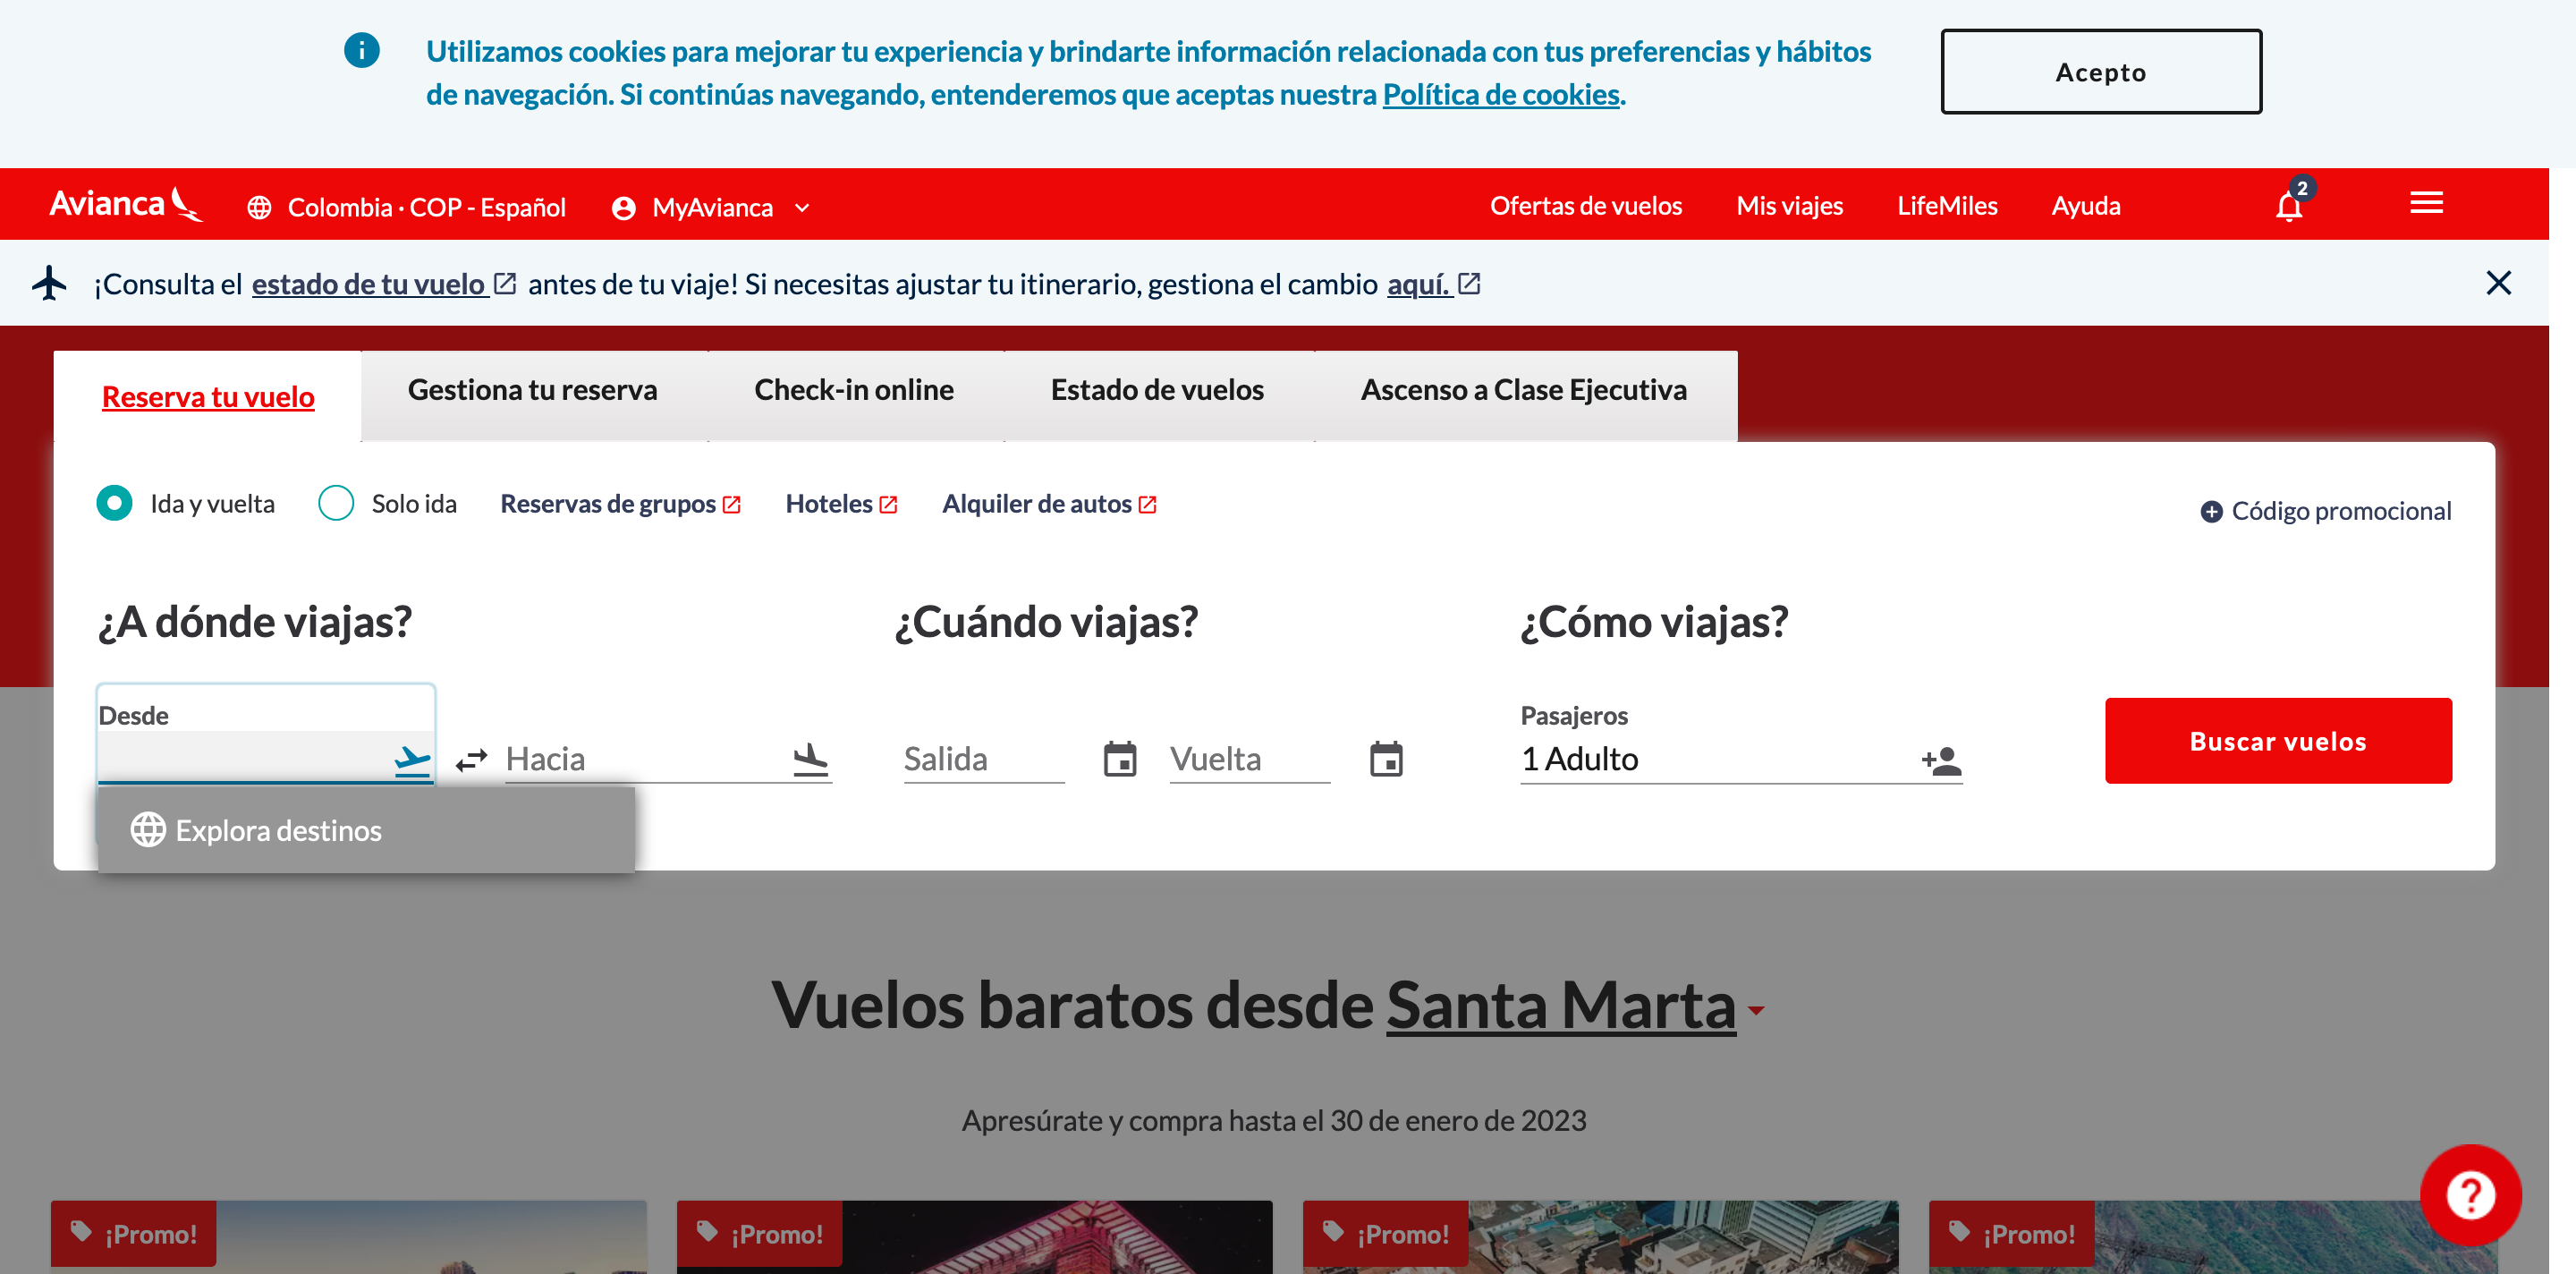 Utilizamos cookies para mejorar tu experiencia y brindarte información relacionada con tus preferencias y hábitos
de navegación. Si continúas navegando, entenderemos que aceptas nuestra Política de cookies.
Acepto
Avianca
Colombia · COP - Español
MyAvianca
Ofertas de vuelos
Mis viajes
LifeMiles
Ayuda
2
¡Consulta el estado de tu vuelo antes de tu viaje! Si necesitas ajustar tu itinerario, gestiona el cambio aquí.
Reserva tu vuelo
Gestiona tu reserva
Check-in online
Estado de vuelos
Ascenso a Clase Ejecutiva
Ida y vuelta
Solo ida
Reservas de grupos
Hoteles
Alquiler de autos
Código promocional
¿A dónde viajas?
¿Cuándo viajas?
¿Cómo viajas?
Desde
Hacia
Salida
Vuelta
Pasajeros
1 Adulto
Buscar vuelos
Explora destinos
Vuelos baratos desde Santa Marta
Apresúrate y compra hasta el 30 de enero de 2023
¡Promo!
¡Promo!
¡Promo!
¡Promo!